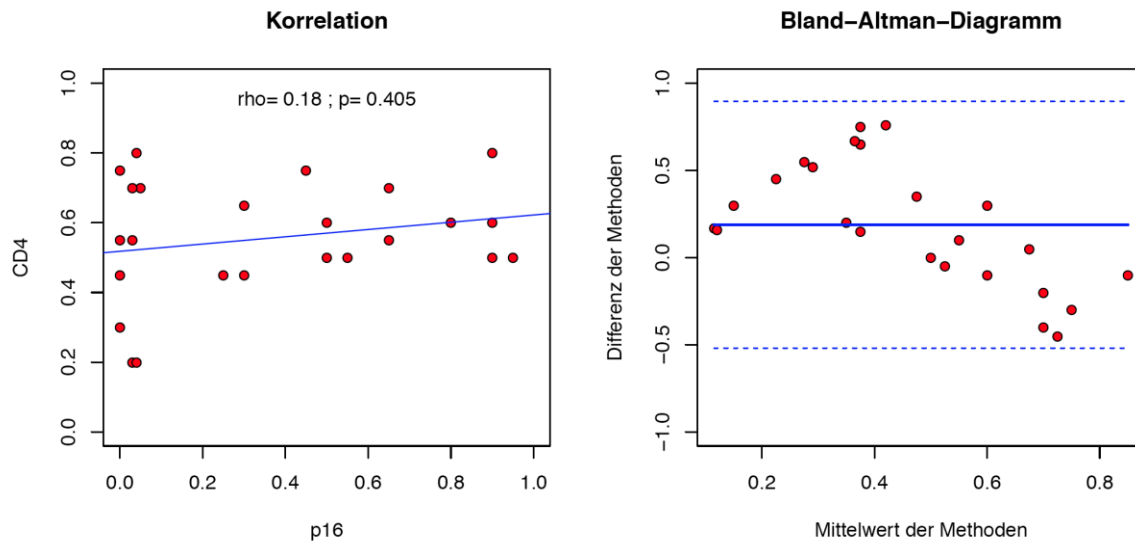 Korrelation
rho= 0.18 ; p= 0.405
CD4
1.0
0.8
0.6
0.4
0.2
0.0
0.0 0.2 0.4 0.6 0.8 1.0
p16
Bland−Altman−Diagramm
Differenz der Methoden
1.0
0.5
0.0
−0.5
−1.0
0.2 0.4 0.6 0.8
Mittelwert der Methoden